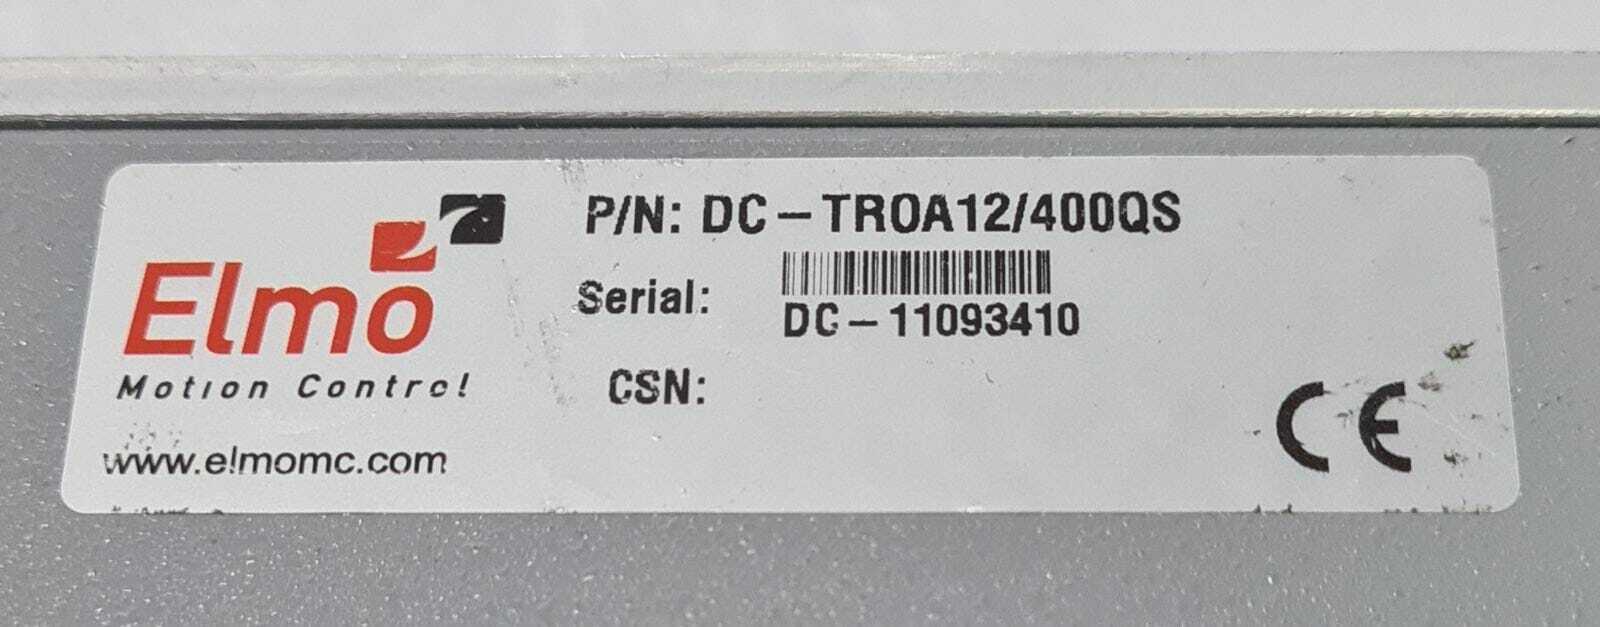 Elmo
Motion Control
www.elmomc.com
P/N: DC-TROA12/400QS
Serial:
DC-11093410
CSN:
CE